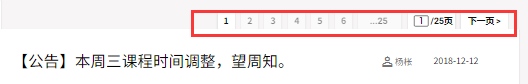 1 2 3 4 5 6 ...25 1 /25页 下一页 >
【公告】本周三课程时间调整，望周知。 杨枨 2018-12-12